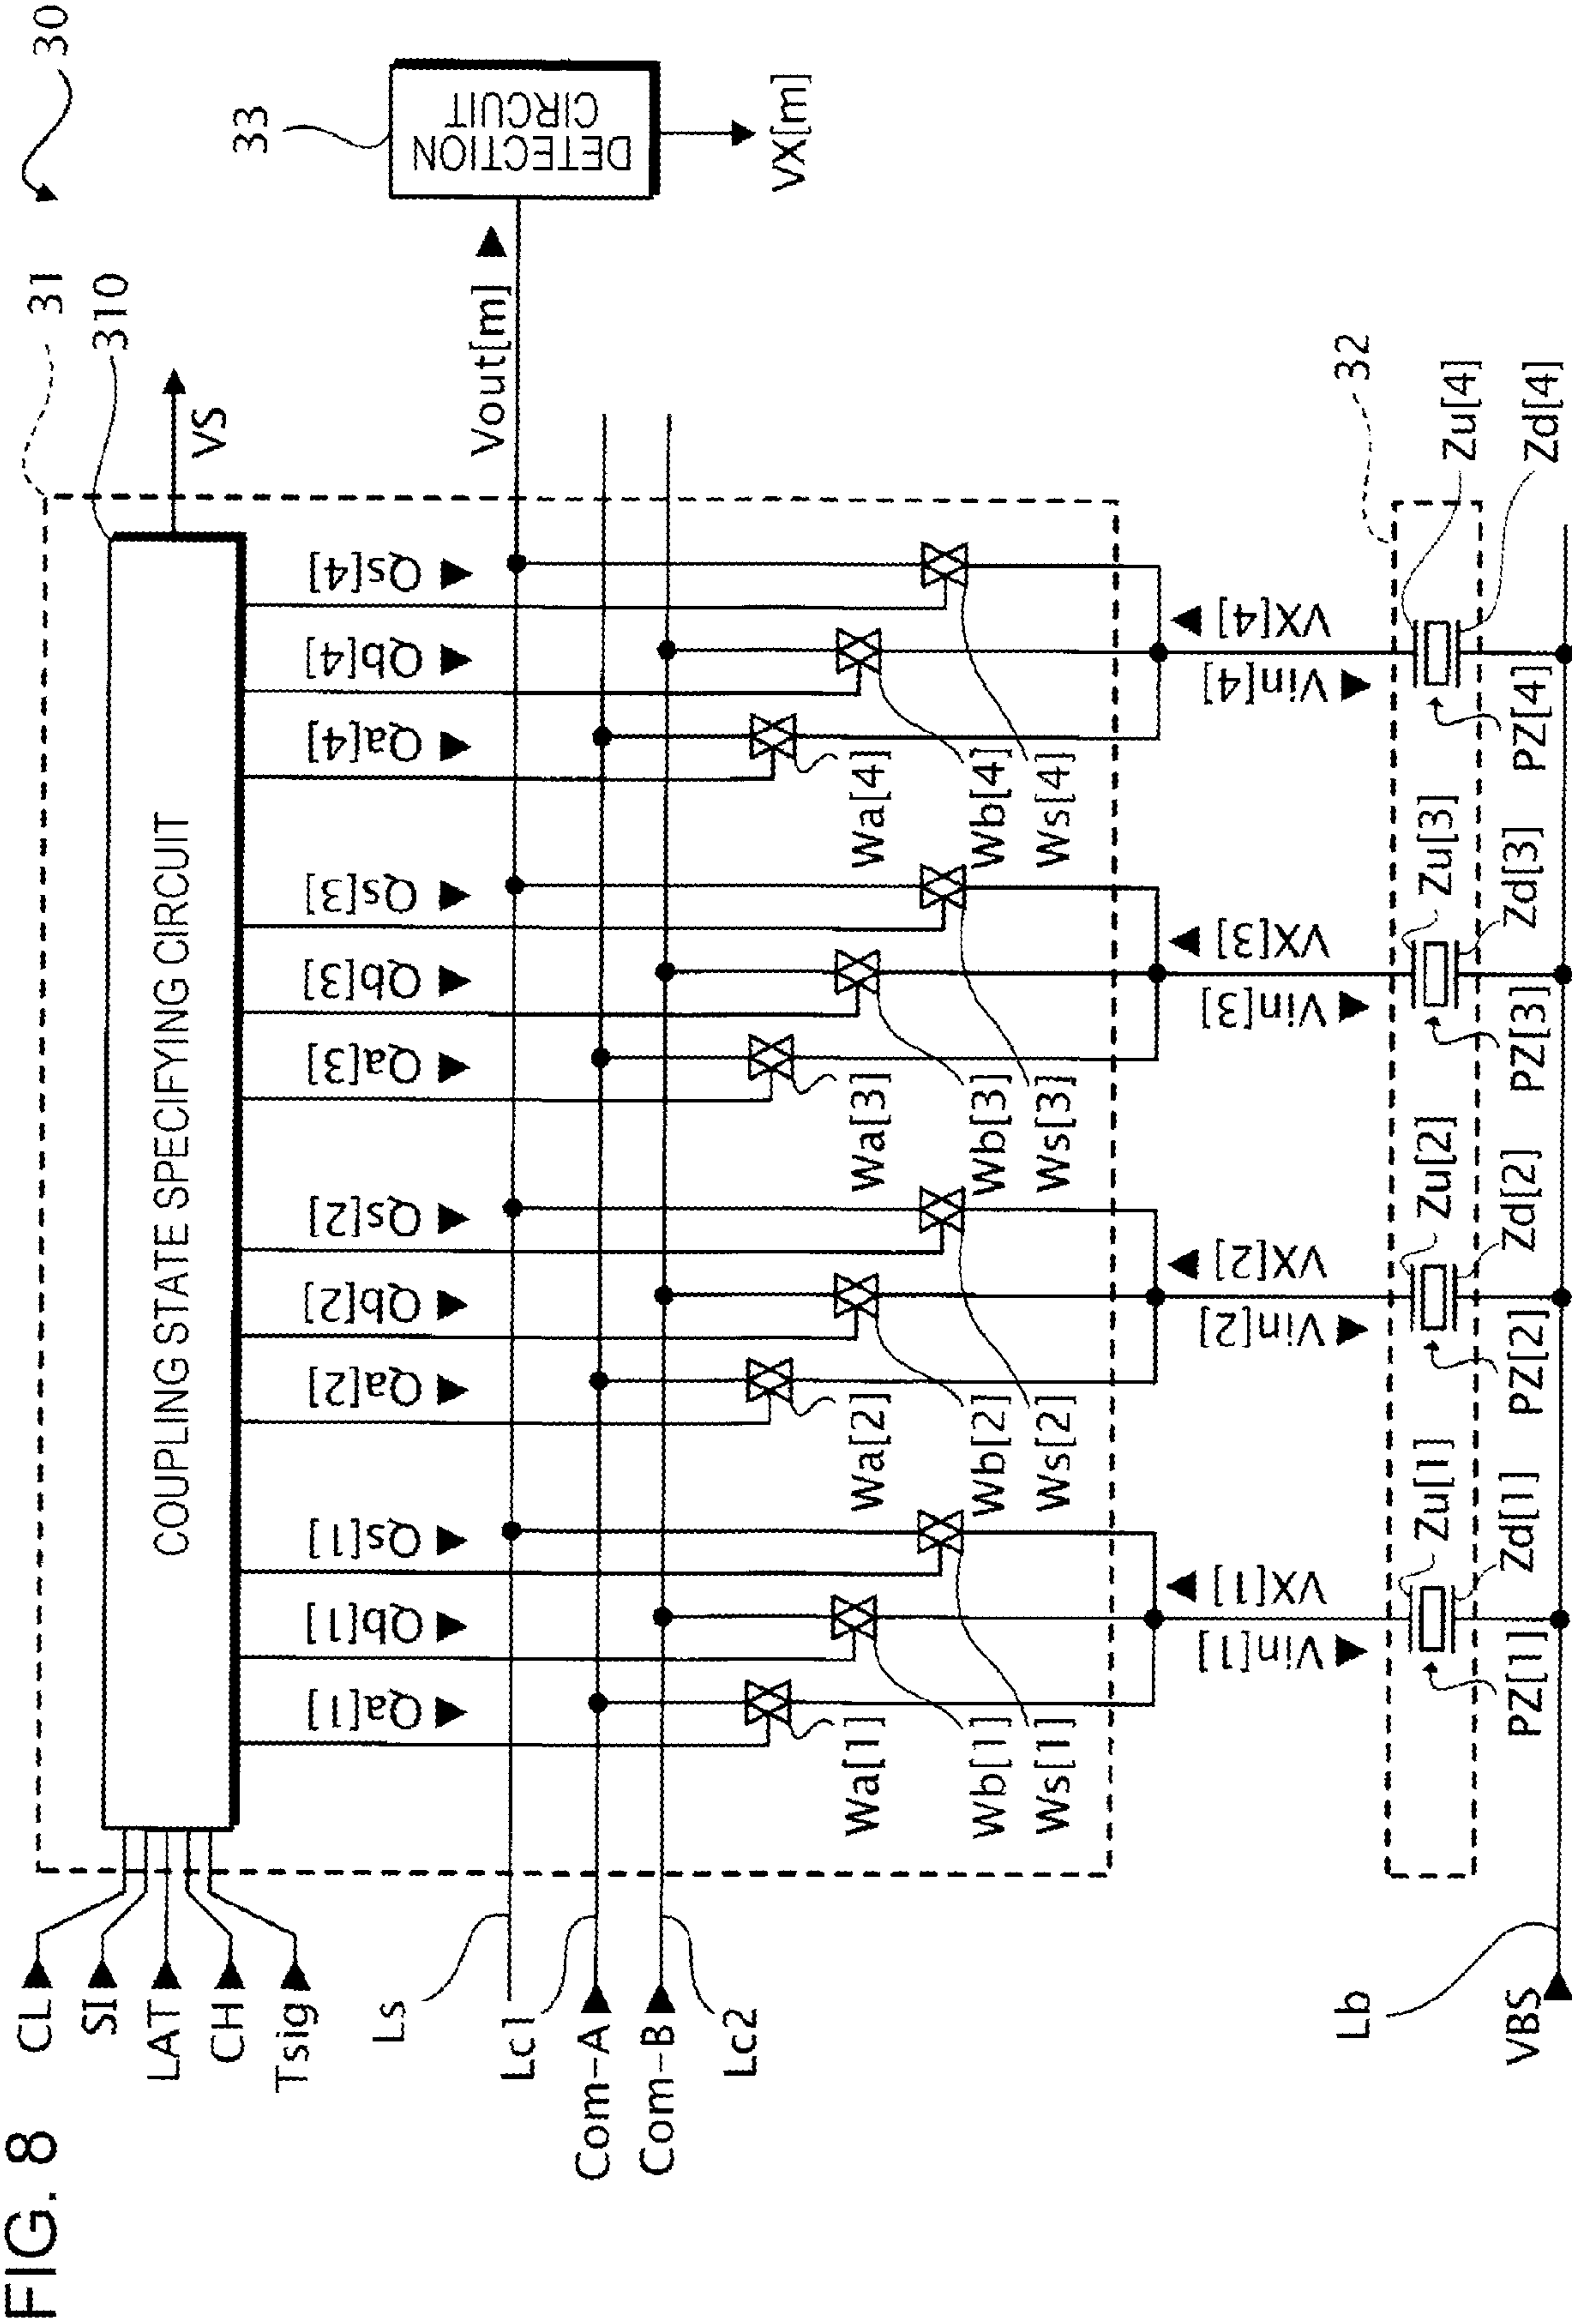 FIG. 8
30
31
310
33
CL
SI
LAT
CH
Tsig
COUPLING STATE SPECIFYING CIRCUIT
VS
DETECTION
CIRCUIT
VX[m]
Vout[m]
Qa[1]
Qb[1]
Qs[1]
Qa[2]
Qb[2]
Qs[2]
Qa[3]
Qb[3]
Qs[3]
Qa[4]
Qb[4]
Qs[4]
Ls
Lc1
Com-A
Com-B
Lc2
Wa[1]
Wb[1]
Ws[1]
Wa[2]
Wb[2]
Ws[2]
Wa[3]
Wb[3]
Ws[3]
Wa[4]
Wb[4]
Ws[4]
Vin[1]
VX[1]
Vin[2]
VX[2]
Vin[3]
VX[3]
Vin[4]
VX[4]
32
Zu[1]
Zd[1]
PZ[1]
Zu[2]
Zd[2]
PZ[2]
Zu[3]
Zd[3]
PZ[3]
Zu[4]
Zd[4]
PZ[4]
Lb
VBS